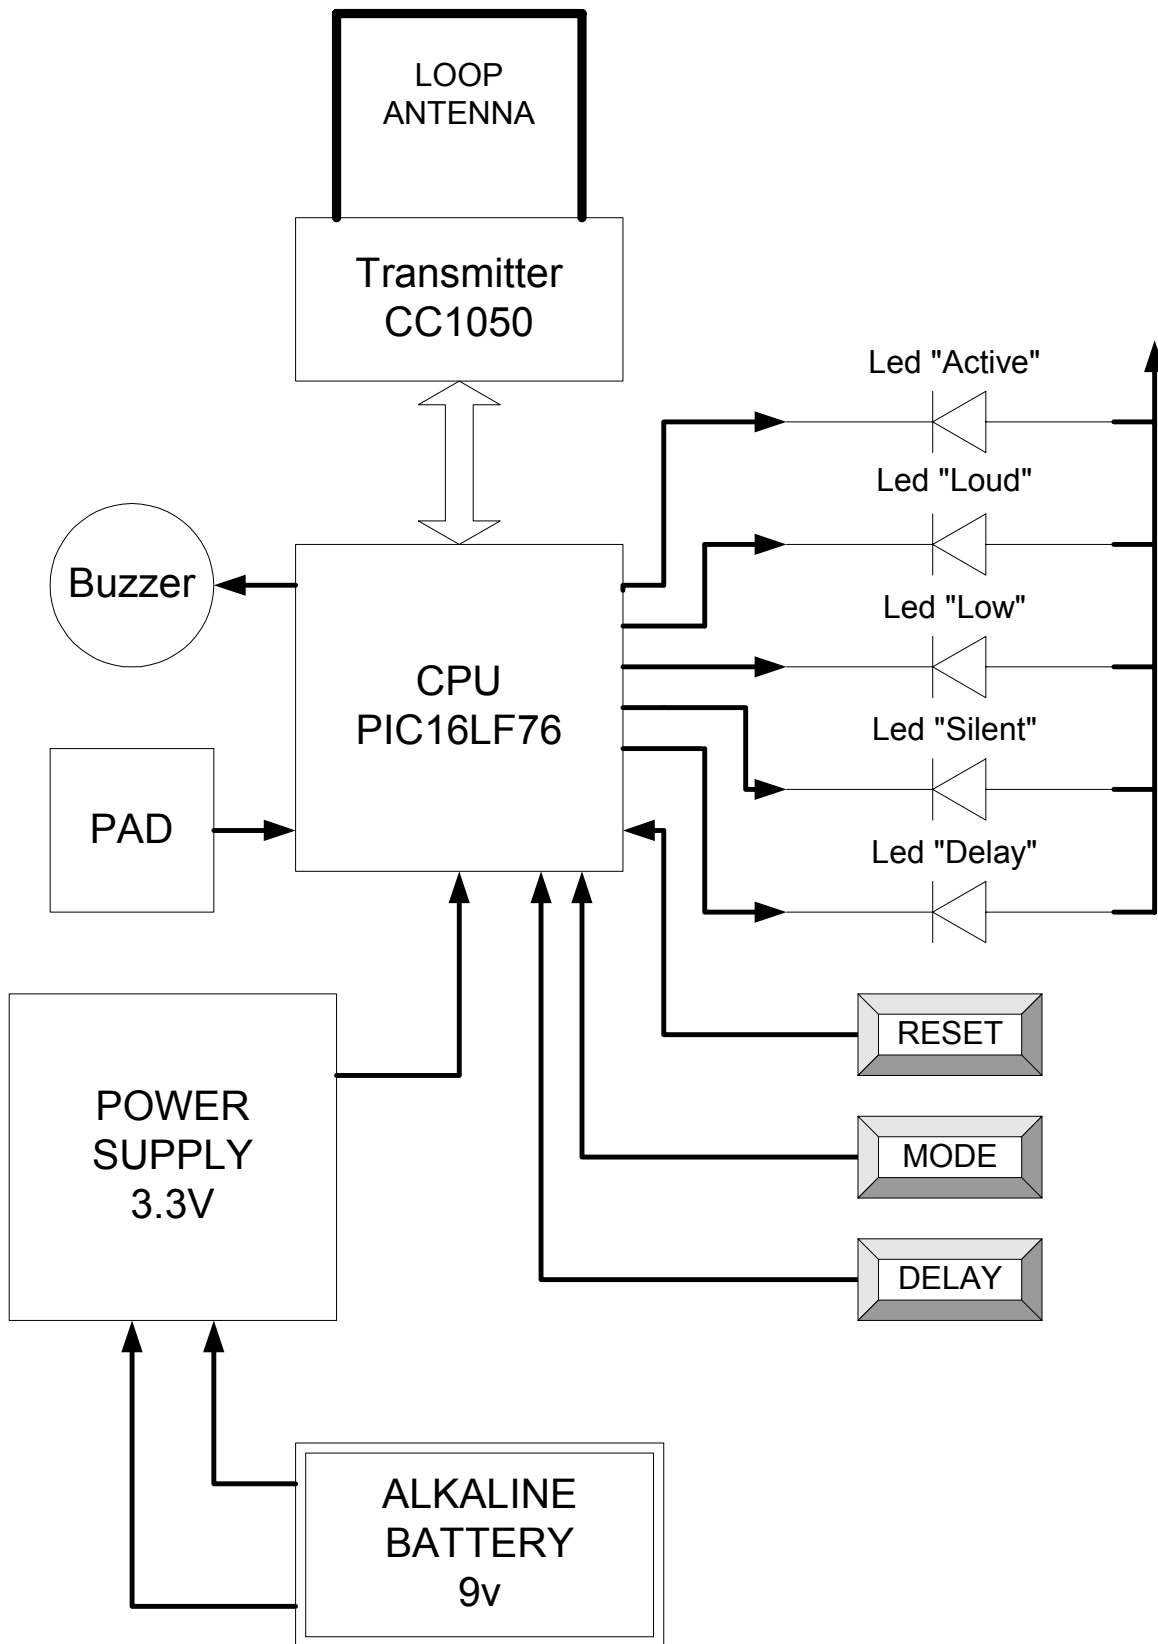 LOOP
ANTENNA
Transmitter
CC1050
Led "Active"
Led "Loud"
Buzzer
Led "Low"
CPU
PIC16LF76
Led "Silent"
PAD
Led "Delay"
RESET
POWER
SUPPLY
3.3V
MODE
DELAY
ALKALINE
BATTERY
9v